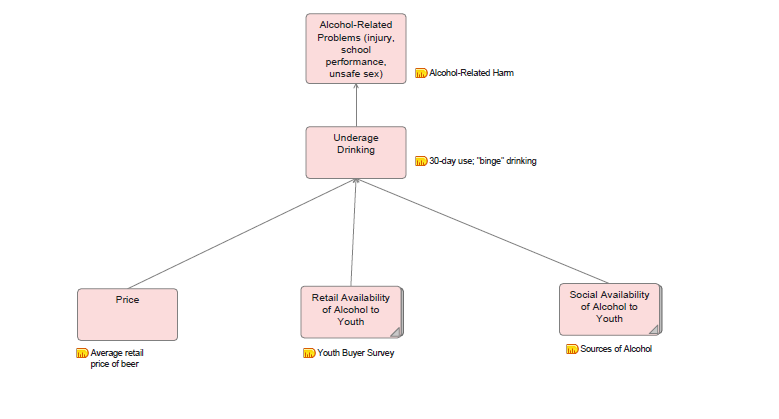 Alcohol-Related
Problems (injury,
school
performance,
unsafe sex)
Alcohol-Related Harm
Underage
Drinking
30-day use; "binge" drinking
Price
Retail Availability
of Alcohol to
Youth
Social Availability
of Alcohol to
Youth
Average retail
price of beer
Youth Buyer Survey
Sources of Alcohol